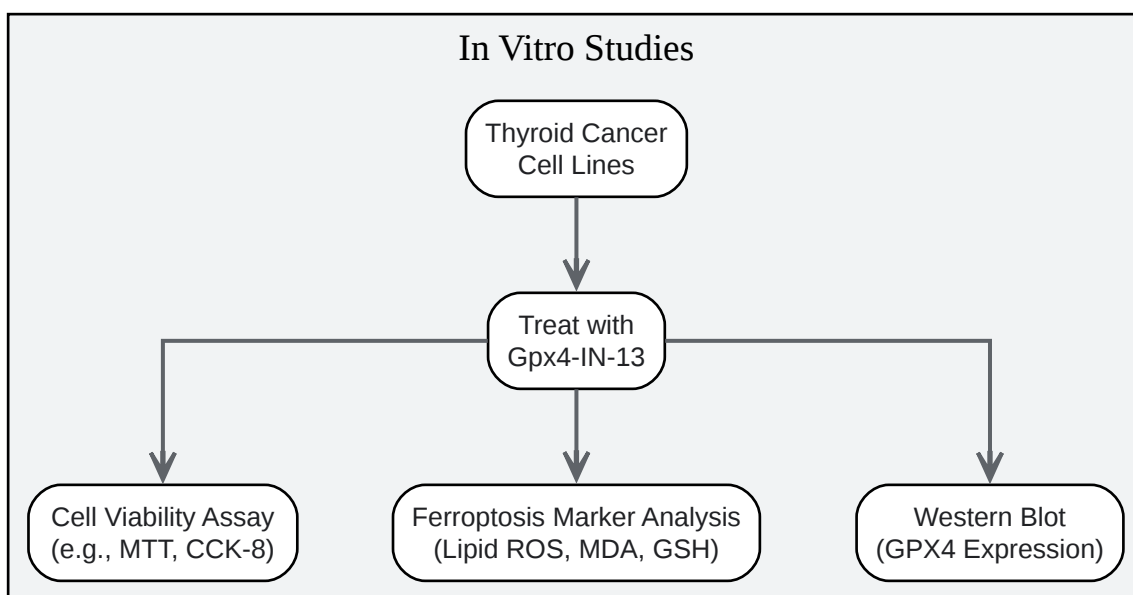 In Vitro Studies
Thyroid Cancer
Cell Lines
Treat with
Gpx4-IN-13
Cell Viability Assay
(e.g., MTT, CCK-8)
Ferroptosis Marker Analysis
(Lipid ROS, MDA, GSH)
Western Blot
(GPX4 Expression)